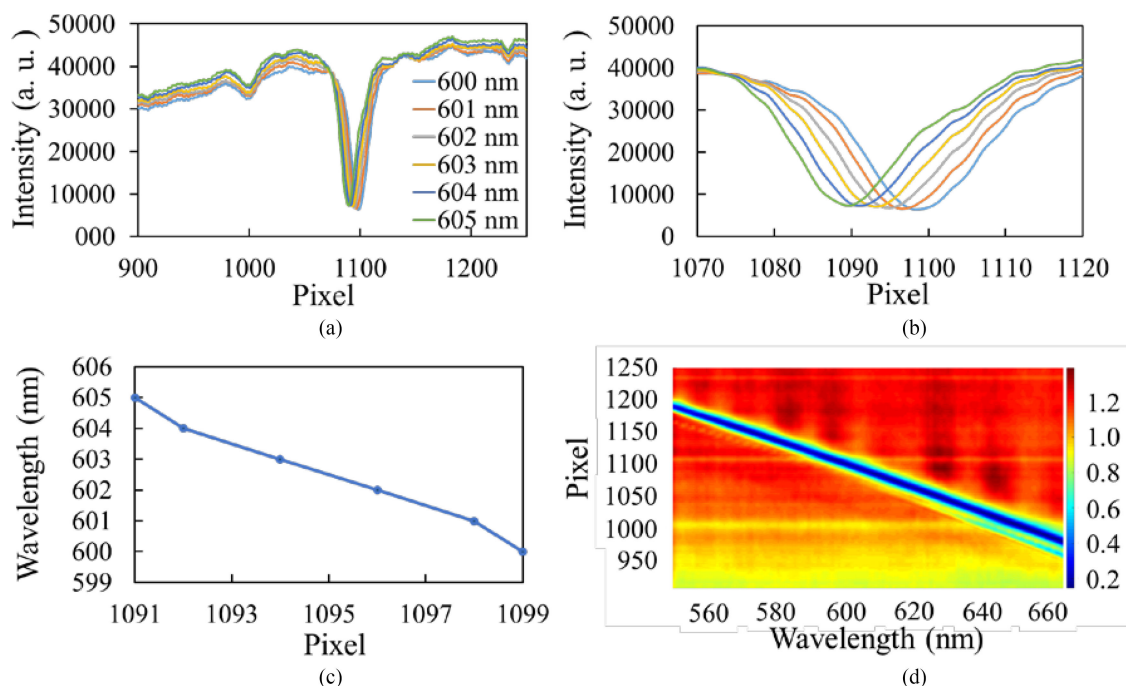 50000
40000
30000
20000
10000
000
Intensity (a. u.)
600 nm
601 nm
602 nm
603 nm
604 nm
605 nm
900 1000 1100 1200
Pixel
(a)
50000
40000
30000
20000
10000
0
Intensity (a. u.)
1070 1080 1090 1100 1110 1120
Pixel
(b)
606
605
604
603
602
601
600
599
Wavelength (nm)
1091 1093 1095 1097 1099
Pixel
(c)
1250
1200
1150
1100
1050
1000
950
Pixel
1.2
1.0
0.8
0.6
0.4
0.2
560 580 600 620 640 660
Wavelength (nm)
(d)